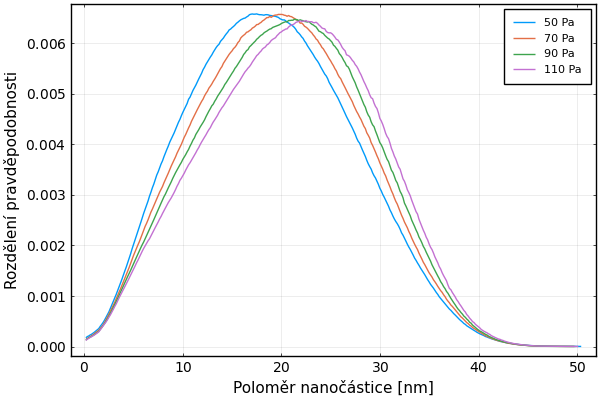 50 Pa
70 Pa
90 Pa
110 Pa
0.006
0.005
0.004
0.003
0.002
0.001
0.000
Rozdělení pravděpodobnosti
0 10 20 30 40 50
Poloměr nanočástice [nm]